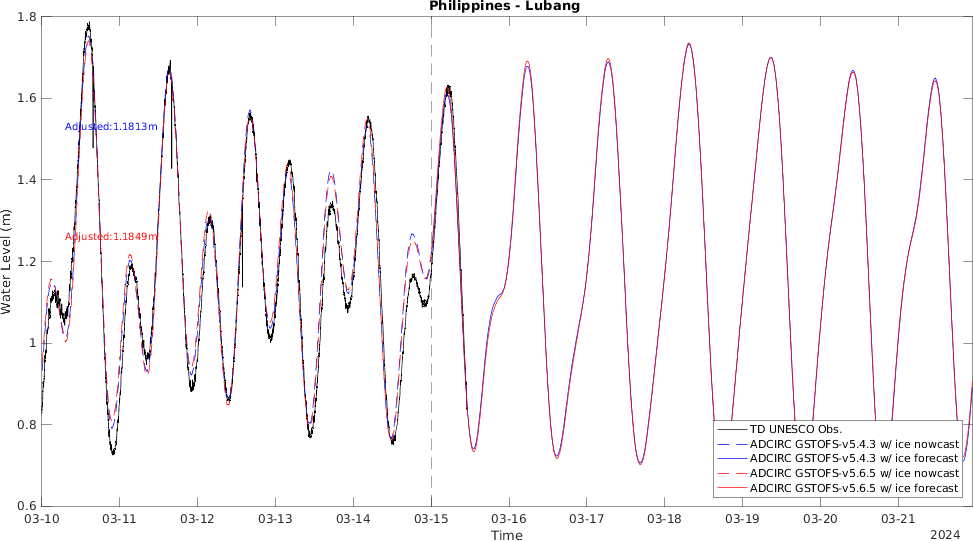 Philippines - Lubang
Water Level (m)
1.8
1.6
1.4
1.2
1
0.8
0.6
Adjusted:1.1813m
Adjusted:1.1849m
TD UNESCO Obs.
ADCIRC GSTOFS-v5.4.3 w/ ice nowcast
ADCIRC GSTOFS-v5.4.3 w/ ice forecast
ADCIRC GSTOFS-v5.6.5 w/ ice nowcast
ADCIRC GSTOFS-v5.6.5 w/ ice forecast
03-10 03-11 03-12 03-13 03-14 03-15 03-16 03-17 03-18 03-19 03-20 03-21
Time
2024